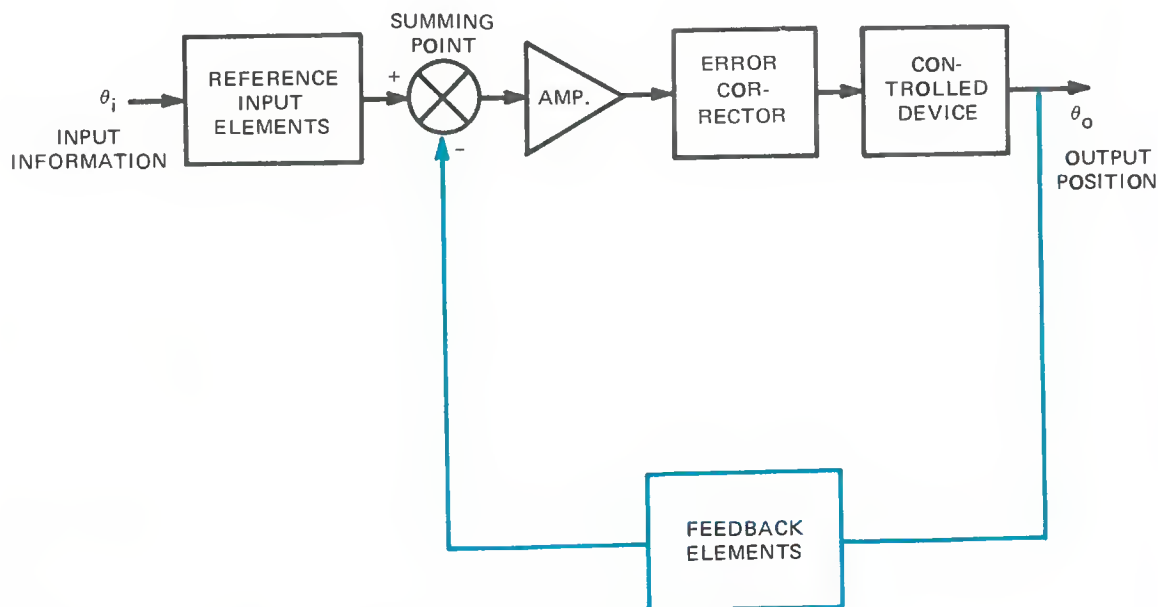 SUMMING
POINT
REFERENCE
INPUT
ELEMENTS
+
-
AMP.
ERROR
COR-
RECTOR
CON-
TROLLED
DEVICE
θi
INPUT
INFORMATION
θo
OUTPUT
POSITION
FEEDBACK
ELEMENTS